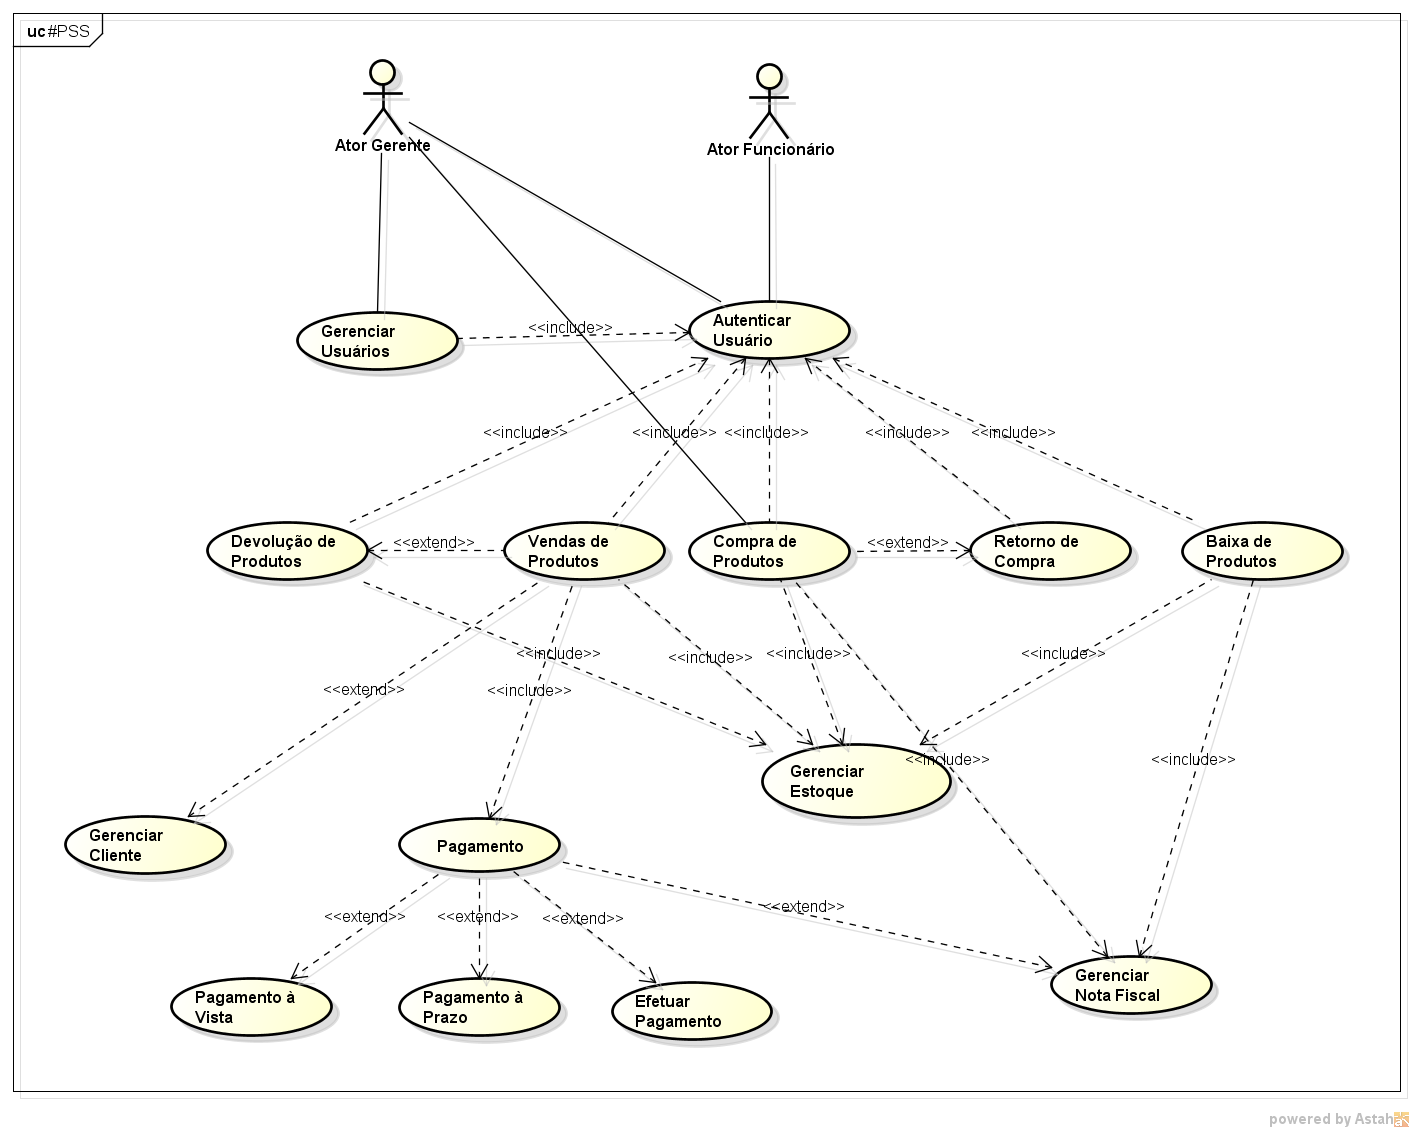 uc #PSS
Ator Gerente
Ator Funcionário
Gerenciar
Usuários
<<include>>
Autenticar
Usuário
<<include>>
<<include>>
<<include>>
<<include>>
<<include>>
Devolução de
Produtos
<<extend>>
Vendas de
Produtos
Compra de
Produtos
<<extend>>
Retorno de
Compra
Baixa de
Produtos
<<include>>
<<include>>
<<include>>
<<include>>
<<extend>>
<<include>>
<<include>>
<<include>>
Gerenciar
Estoque
Gerenciar
Cliente
Pagamento
<<extend>>
<<extend>>
<<extend>>
<<extend>>
Pagamento à
Vista
Pagamento à
Prazo
Efetuar
Pagamento
Gerenciar
Nota Fiscal
powered by Astah